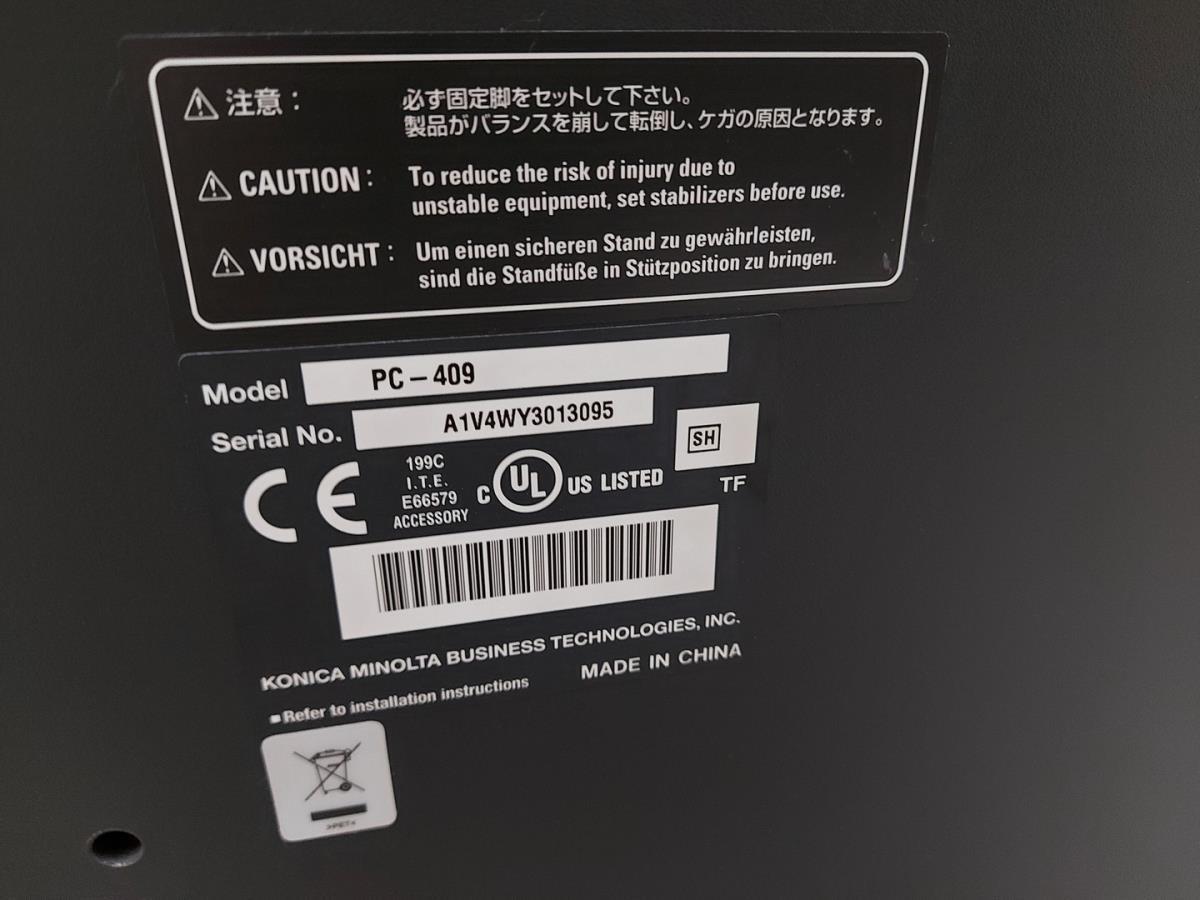 注意：
必ず固定脚をセットして下さい。
製品がバランスを崩して転倒し、ケガの原因となります。
CAUTION :
To reduce the risk of injury due to
unstable equipment, set stabilizers before use.
VORSICHT :
Um einen sicheren Stand zu gewährleisten,
sind die Standfüße in Stützposition zu bringen.
Model PC-409
Serial No. A1V4WY3013095
SH
TF
CE
199C
I.T.E.
E66579
ACCESSORY
C UL US LISTED
KONICA MINOLTA BUSINESS TECHNOLOGIES, INC.
MADE IN CHINA
■Refer to installation instructions
>PET<